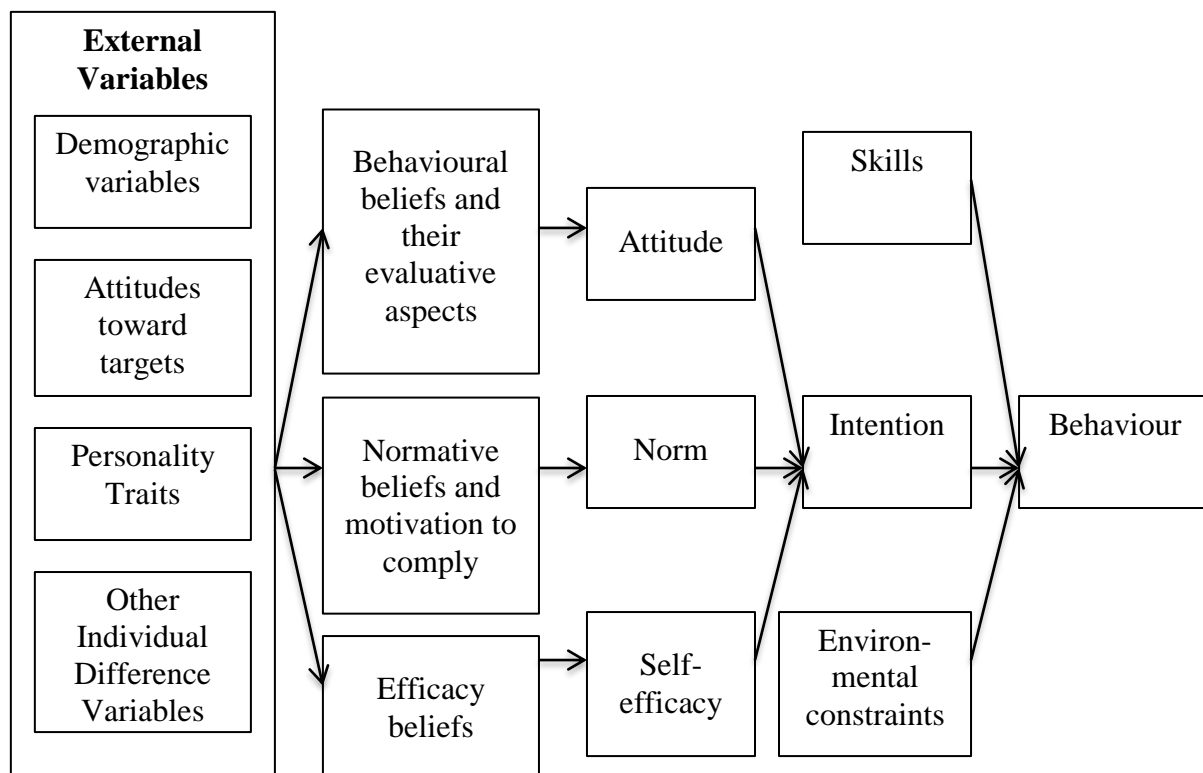 External
Variables
Demographic
variables
Attitudes
toward
targets
Personality
Traits
Other
Individual
Difference
Variables
Behavioural
beliefs and
their
evaluative
aspects
Normative
beliefs and
motivation to
comply
Efficacy
beliefs
Attitude
Norm
Self-
efficacy
Skills
Intention
Environ-
mental
constraints
Behaviour